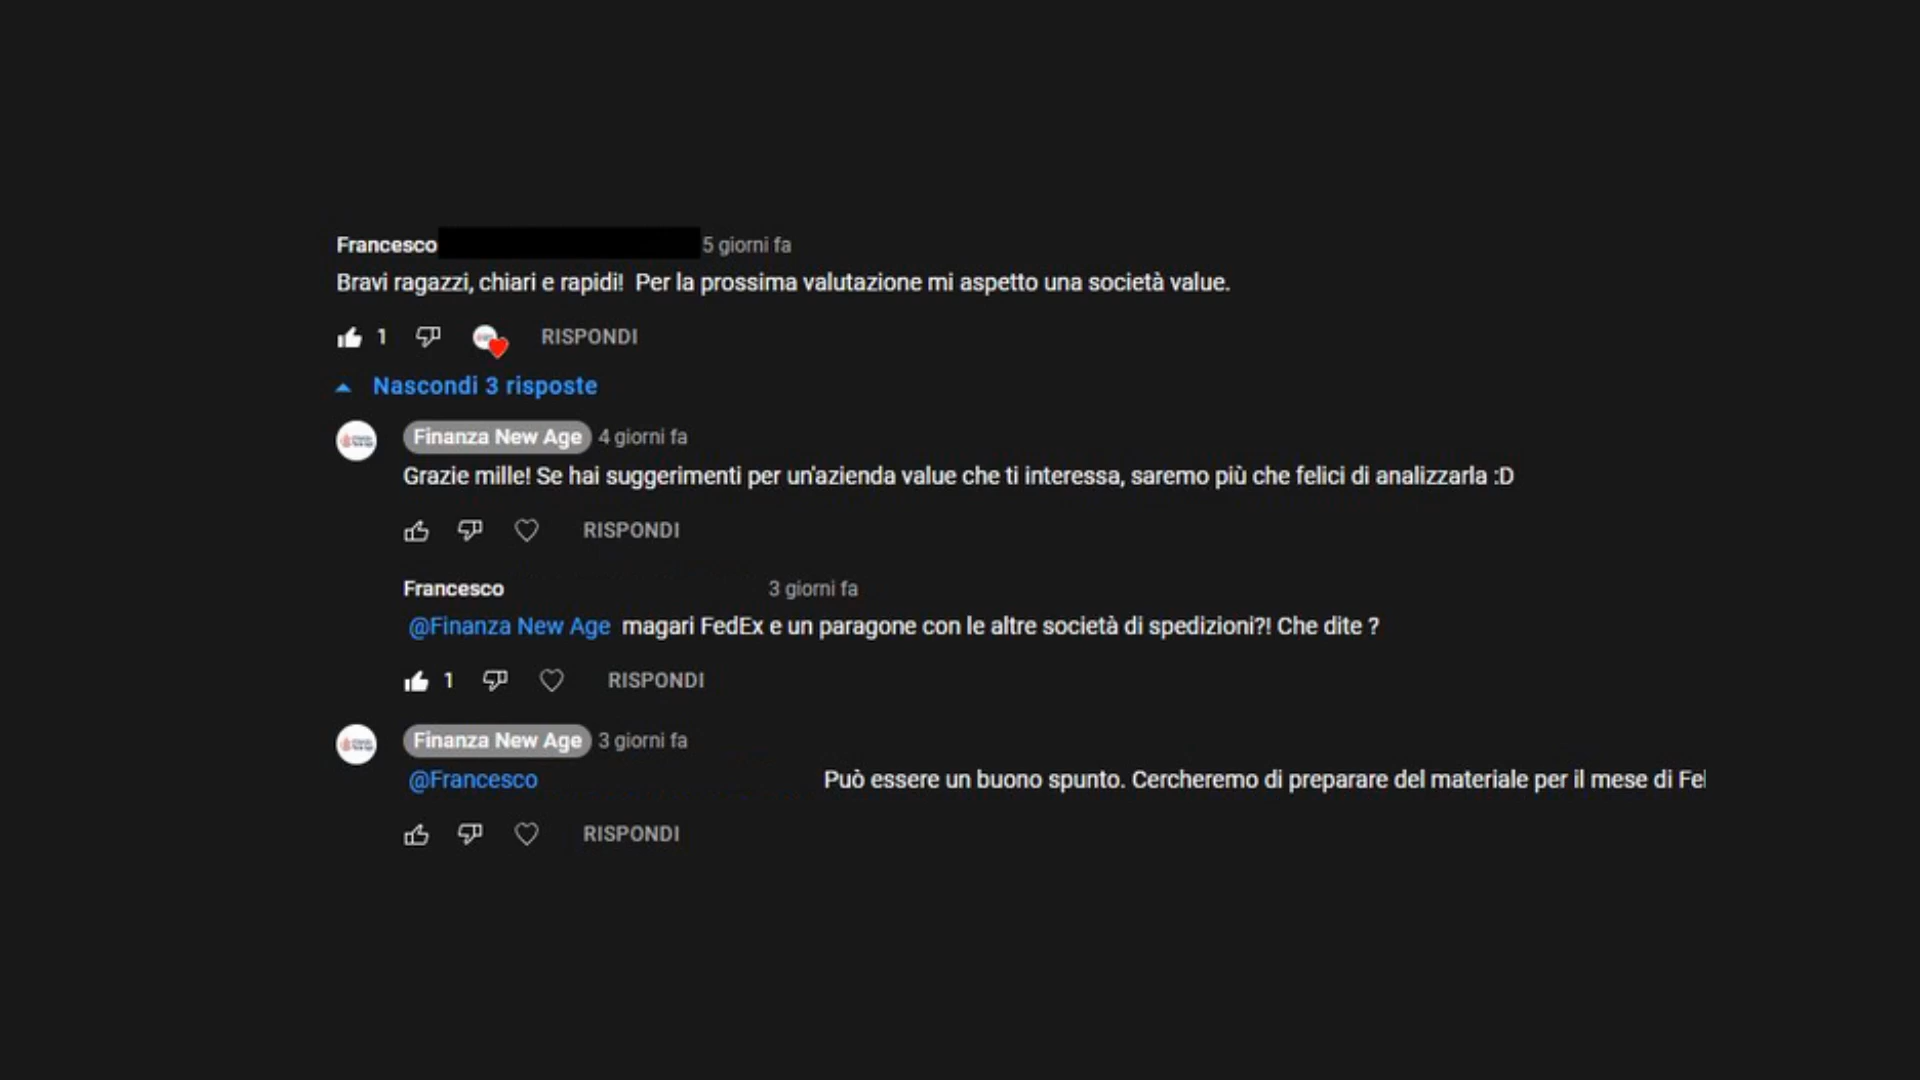 Francesco 5 giorni fa
Bravi ragazzi, chiari e rapidi! Per la prossima valutazione mi aspetto una società value.
1 RISPONDI
Nascondi 3 risposte
Finanza New Age 4 giorni fa
Grazie mille! Se hai suggerimenti per un'azienda value che ti interessa, saremo più che felici di analizzarla :D
RISPONDI
Francesco 3 giorni fa
@Finanza New Age magari FedEx e un paragone con le altre società di spedizioni?! Che dite ?
1 RISPONDI
Finanza New Age 3 giorni fa
@Francesco Può essere un buono spunto. Cercheremo di preparare del materiale per il mese di
RISPONDI